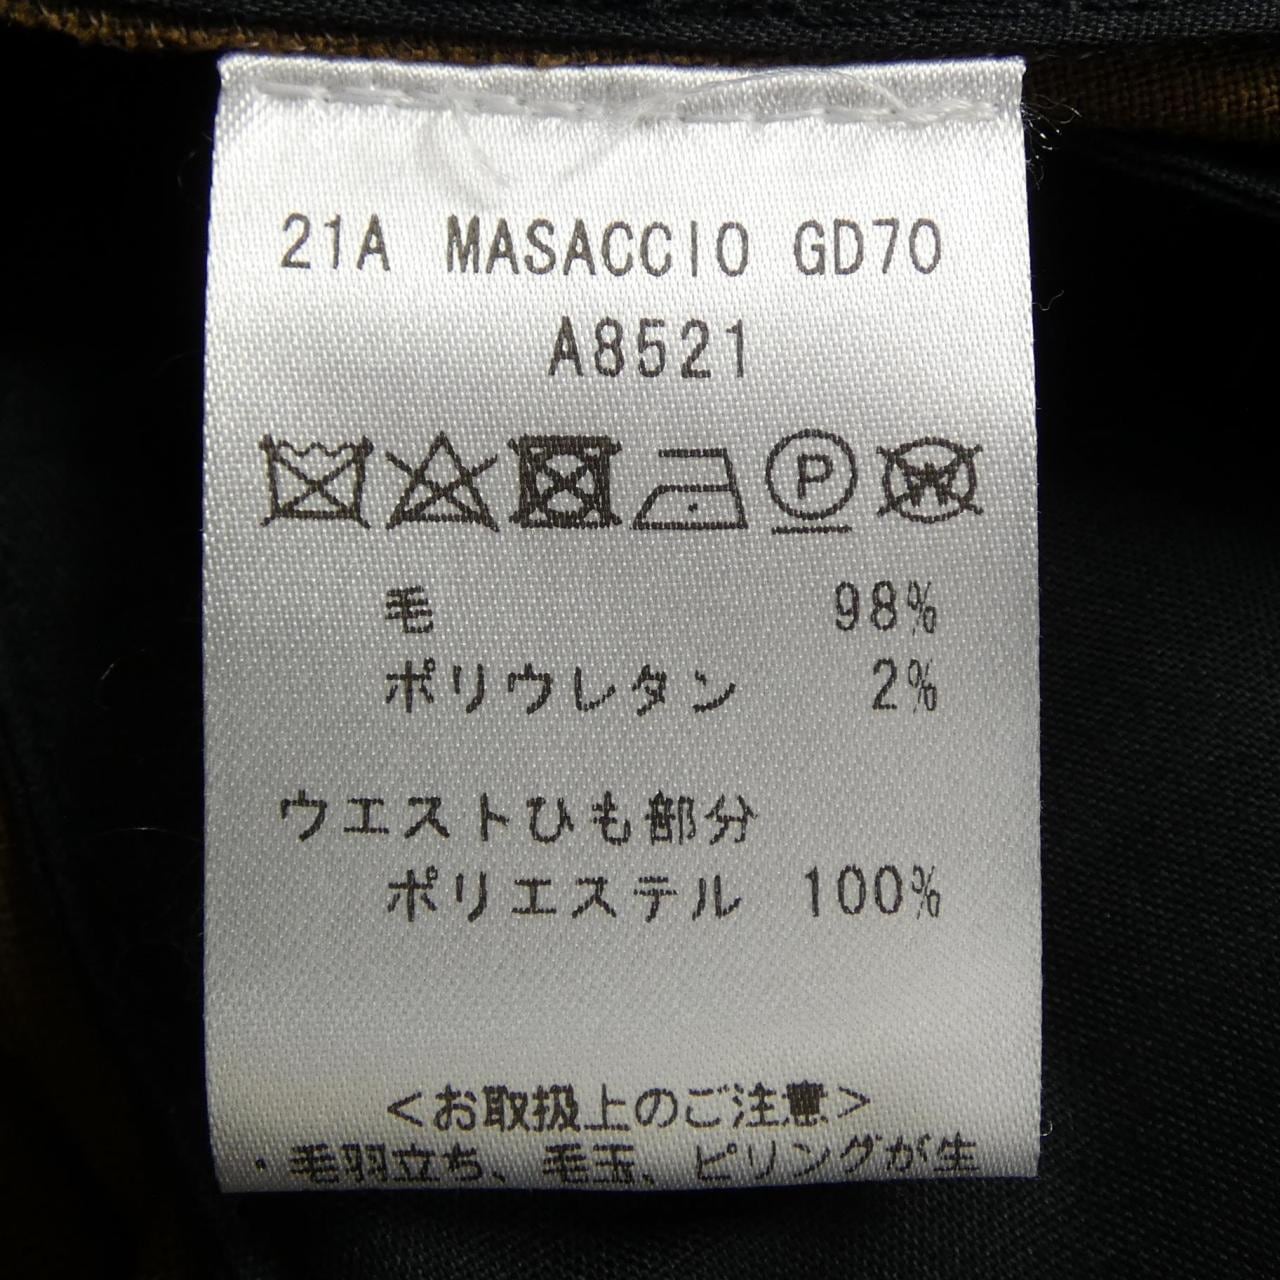 21A MASACCIO GD70
A8521
P
W
毛 98%
ポリウレタン 2%
ウエストひも部分
ポリエステル 100%
<お取扱上のご注意>
・毛羽立ち、毛玉、ピリングが生